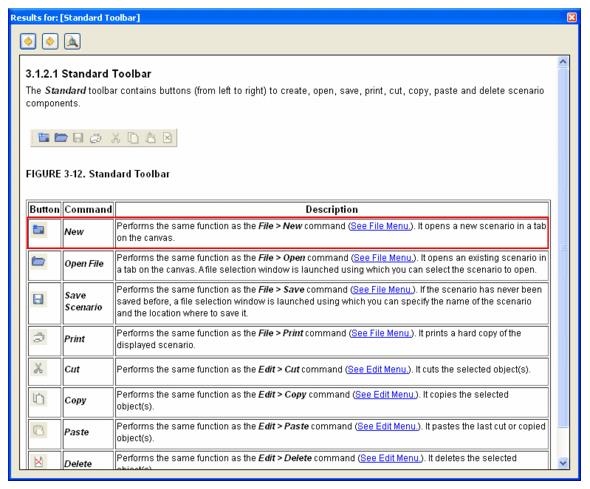 Results for: [Standard Toolbar]
3.1.2.1 Standard Toolbar
The Standard toolbar contains buttons (from left to right) to create, open, save, print, cut, copy, paste and delete scenario
components.
FIGURE 3-12. Standard Toolbar
Button Command Description
New
Performs the same function as the File > New command (See File Menu.). It opens a new scenario in a tab
on the canvas.
Open File
Performs the same function as the File > Open command (See File Menu.). It opens an existing scenario in
a tab on the canvas. A file selection window is launched using which you can select the scenario to open.
Save
Scenario
Performs the same function as the File > Save command (See File Menu.). If the scenario has never been
saved before, a file selection window is launched using which you can specify the name of the scenario
and the location where to save it.
Print
Performs the same function as the File > Print command (See File Menu.). It prints a hard copy of the
displayed scenario.
Cut
Performs the same function as the Edit > Cut command (See Edit Menu.). It cuts the selected object(s).
Copy
Performs the same function as the Edit > Copy command (See Edit Menu.). It copies the selected
object(s).
Paste
Performs the same function as the Edit > Paste command (See Edit Menu.). It pastes the last cut or copied
object(s).
Delete
Performs the same function as the Edit > Delete command (See Edit Menu.). It deletes the selected